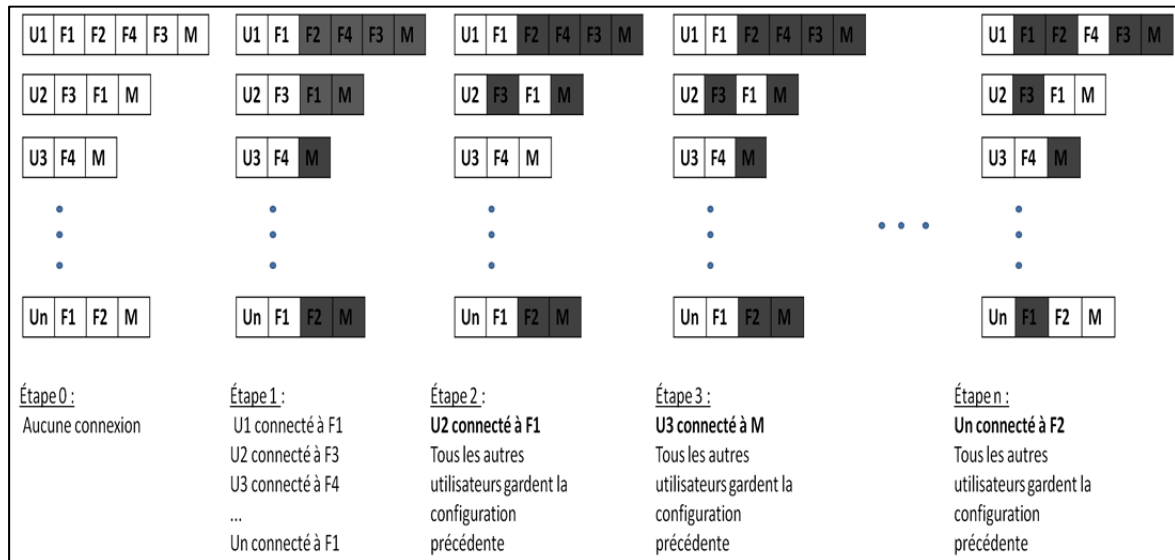 U1 F1 F2 F4 F3 M
U1 F1 F2 F4 F3 M
U1 F1 F2 F4 F3 M
U1 F1 F2 F4 F3 M
U1 F1 F2 F4 F3 M
U2 F3 F1 M
U2 F3 F1 M
U2 F3 F1 M
U2 F3 F1 M
U2 F3 F1 M
U3 F4 M
U3 F4 M
U3 F4 M
U3 F4 M
U3 F4 M
Un F1 F2 M
Un F1 F2 M
Un F1 F2 M
Un F1 F2 M
Un F1 F2 M
Étape 0 :
Aucune connexion
Étape 1 :
U1 connecté à F1
U2 connecté à F3
U3 connecté à F4
...
Un connecté à F1
Étape 2 :
U2 connecté à F1
Tous les autres
utilisateurs gardent la
configuration
précédente
Étape 3 :
U3 connecté à M
Tous les autres
utilisateurs gardent la
configuration
précédente
Étape n :
Un connecté à F2
Tous les autres
utilisateurs gardent la
configuration
précédente